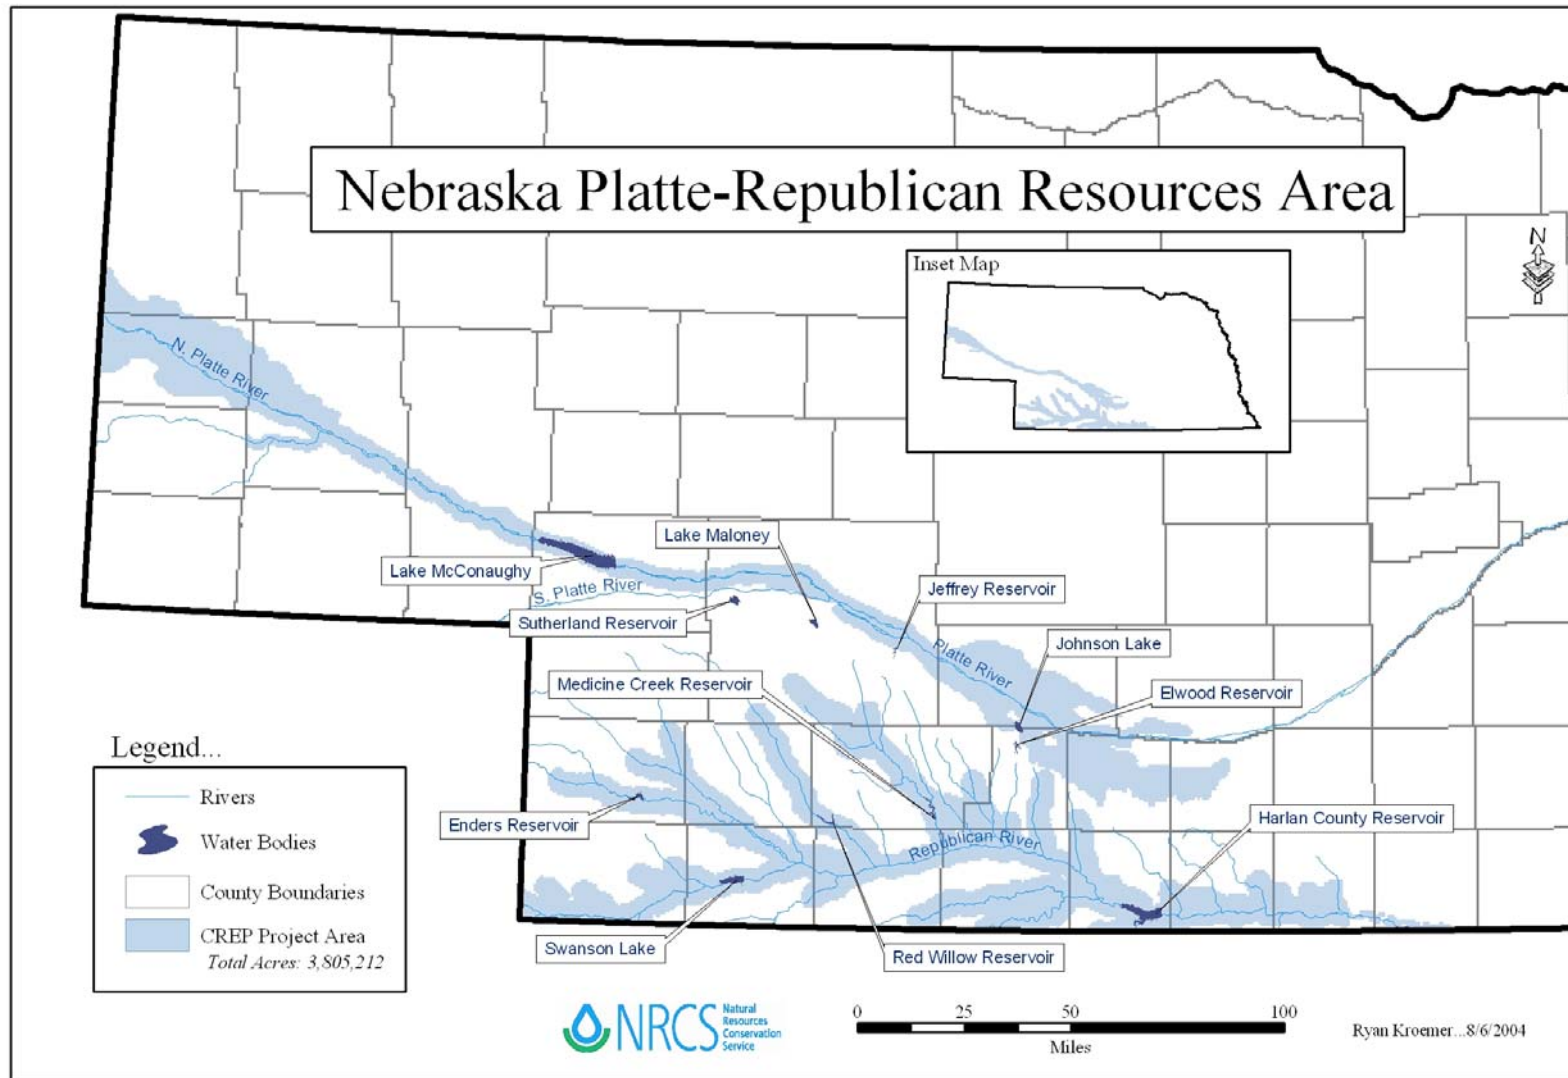 Nebraska Platte-Republican Resources Area
Inset Map
N
N. Platte River
Lake Maloney
Lake McConaughy
S. Platte River
Jeffrey Reservoir
Sutherland Reservoir
Platte River
Johnson Lake
Medicine Creek Reservoir
Elwood Reservoir
Legend...
Rivers
Water Bodies
County Boundaries
CREP Project Area
Total Acres: 3,805,212
Enders Reservoir
Republican River
Harlan County Reservoir
Swanson Lake
Red Willow Reservoir
NRCS
Natural
Resources
Conservation
Service
0 25 50 100
Miles
Ryan Kroemer...8/6/2004